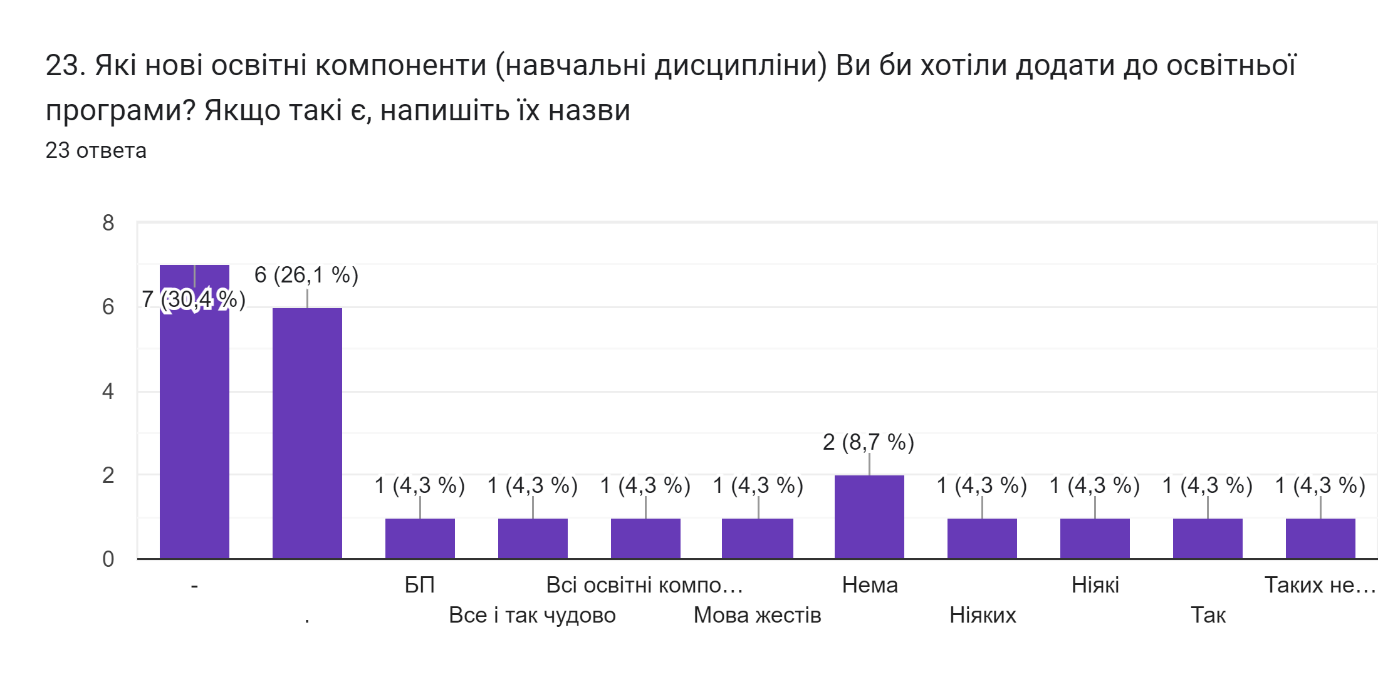 23. Які нові освітні компоненти (навчальні дисципліни) Ви би хотіли додати до освітньої
програми? Якщо такі є, напишіть їх назви
23 ответа
8
6
4
2
0
7 (30,4 %)
6 (26,1 %)
1 (4,3 %)
1 (4,3 %)
1 (4,3 %)
1 (4,3 %)
2 (8,7 %)
1 (4,3 %)
1 (4,3 %)
1 (4,3 %)
1 (4,3 %)
-
.
БП
Все і так чудово
Всі освітні компо…
Мова жестів
Нема
Ніяких
Ніякі
Так
Таких не…